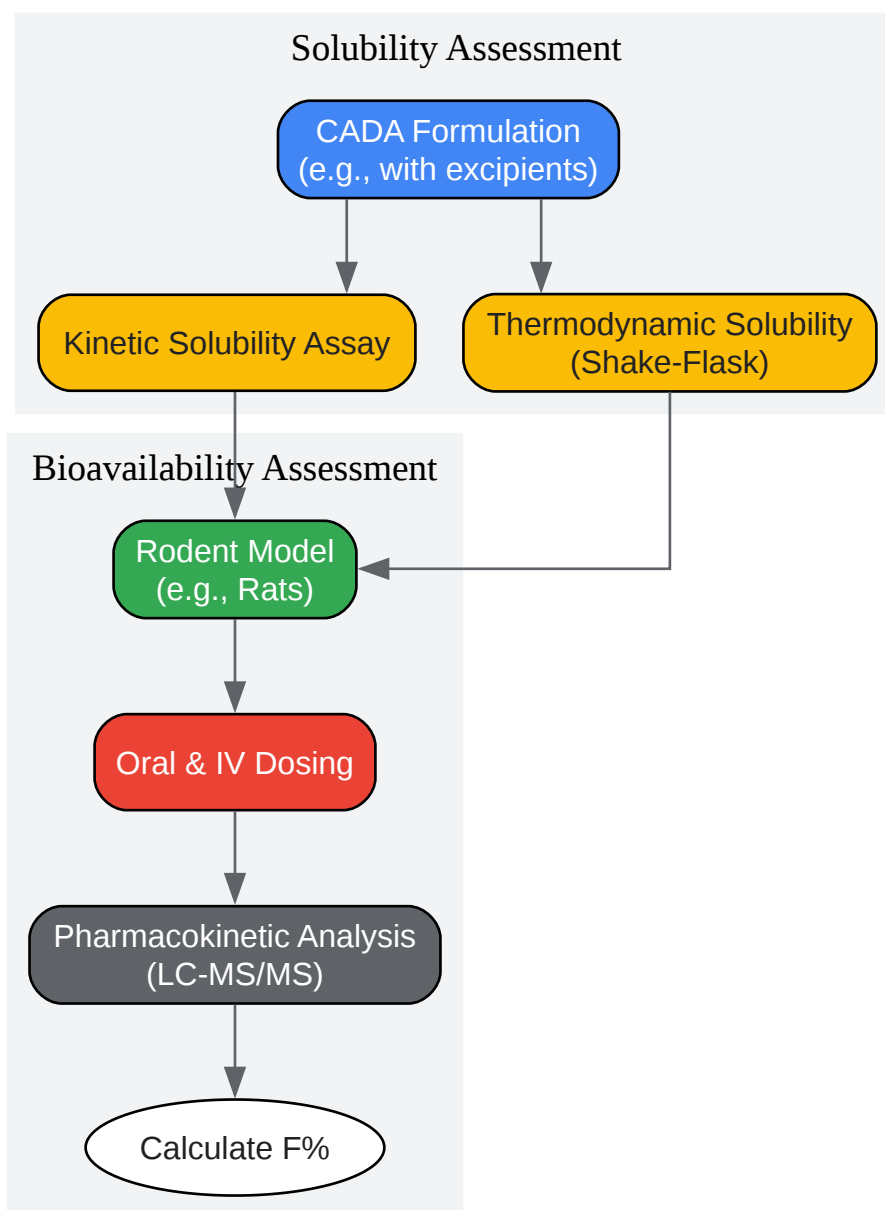 Solubility Assessment
CADA Formulation
(e.g., with excipients)
Kinetic Solubility Assay
Thermodynamic Solubility
(Shake-Flask)
Bioavailability Assessment
Rodent Model
(e.g., Rats)
Oral & IV Dosing
Pharmacokinetic Analysis
(LC-MS/MS)
Calculate F%